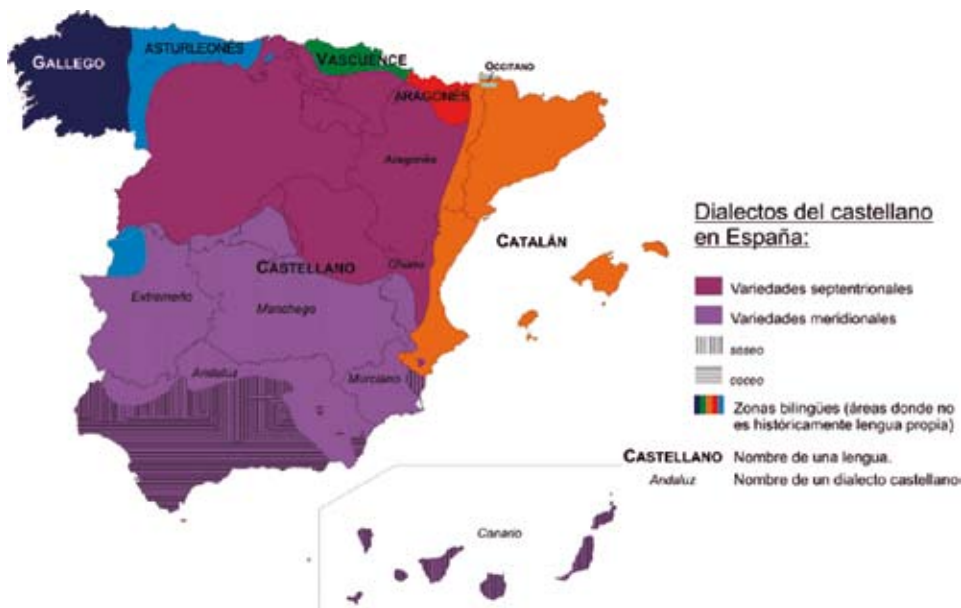 GALLEGO
ASTURLEONÉS
VASCUENCE
OCCITANO
ARAGONÉS
Aragonés
CATALÁN
CASTELLANO
Churro
Extremeño
Manchego
Andaluz
Murciano
Canario
Dialectos del castellano
en España:
Variedades septentrionales
Variedades meridionales
seseo
ceceo
Zonas bilingües (áreas donde no
es históricamente lengua propia)
CASTELLANO Nombre de una lengua.
Andaluz Nombre de un dialecto castellano